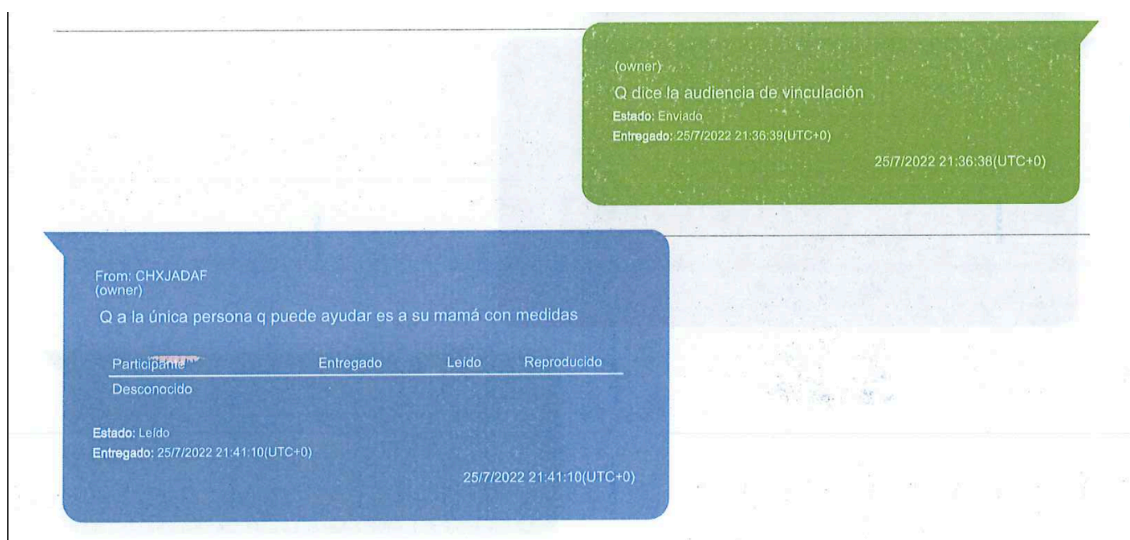 (owner)
Q dice la audiencia de vinculación
Estado: Enviado
Entregado: 25/7/2022 21:36:39(UTC+0)
25/7/2022 21:36:38(UTC+0)
From: CHXJADAF
(owner)
Q a la única persona q puede ayudar es a su mamá con medidas
Participante Entregado Leído Reproducido
Desconocido
Estado: Leído
Entregado: 25/7/2022 21:41:10(UTC+0)
25/7/2022 21:41:10(UTC+0)